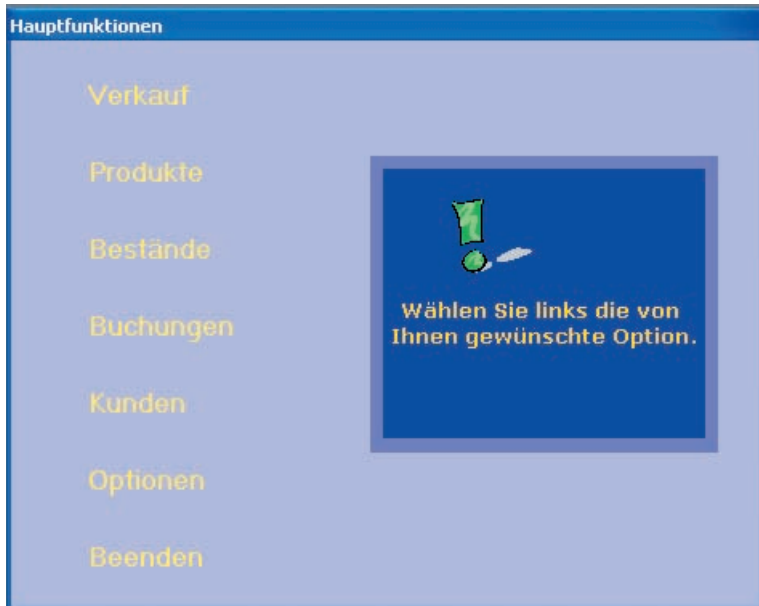 Hauptfunktionen
Verkauf
Produkte
Bestände
Buchungen
Kunden
Optionen
Beenden
Wählen Sie links die von
Ihnen gewünschte Option.